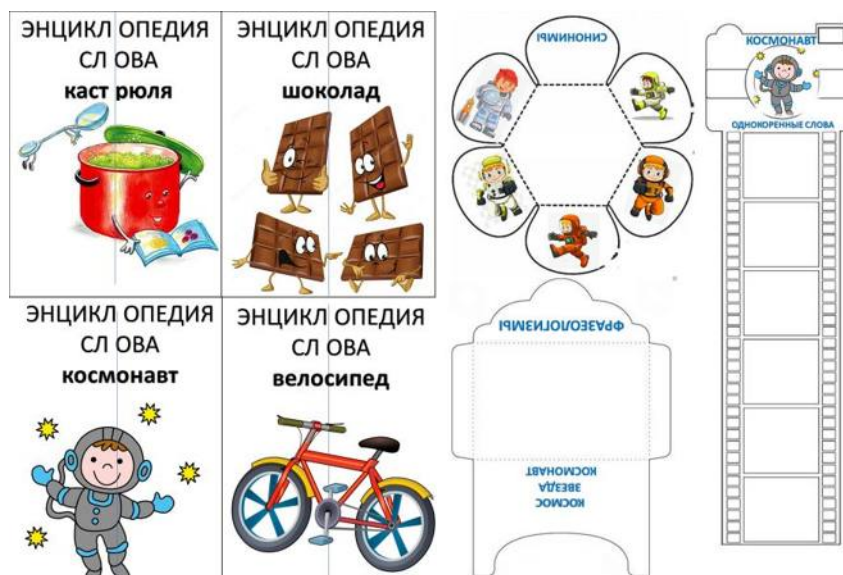 ЭНЦИКЛ ОПЕДИЯ
СЛ ОВА
каст рюля
ЭНЦИКЛ ОПЕДИЯ
СЛ ОВА
шоколад
ЭНЦИКЛ ОПЕДИЯ
СЛ ОВА
космонавт
ЭНЦИКЛ ОПЕДИЯ
СЛ ОВА
велосипед
СИНОНИМЫ
ФРАЗЕОЛОГИЗМЫ
КОСМОС
ЗВЕЗДА
КОСМОНАВТ
КОСМОНАВТ
ОДНОКОРЕННЫЕ СЛОВА